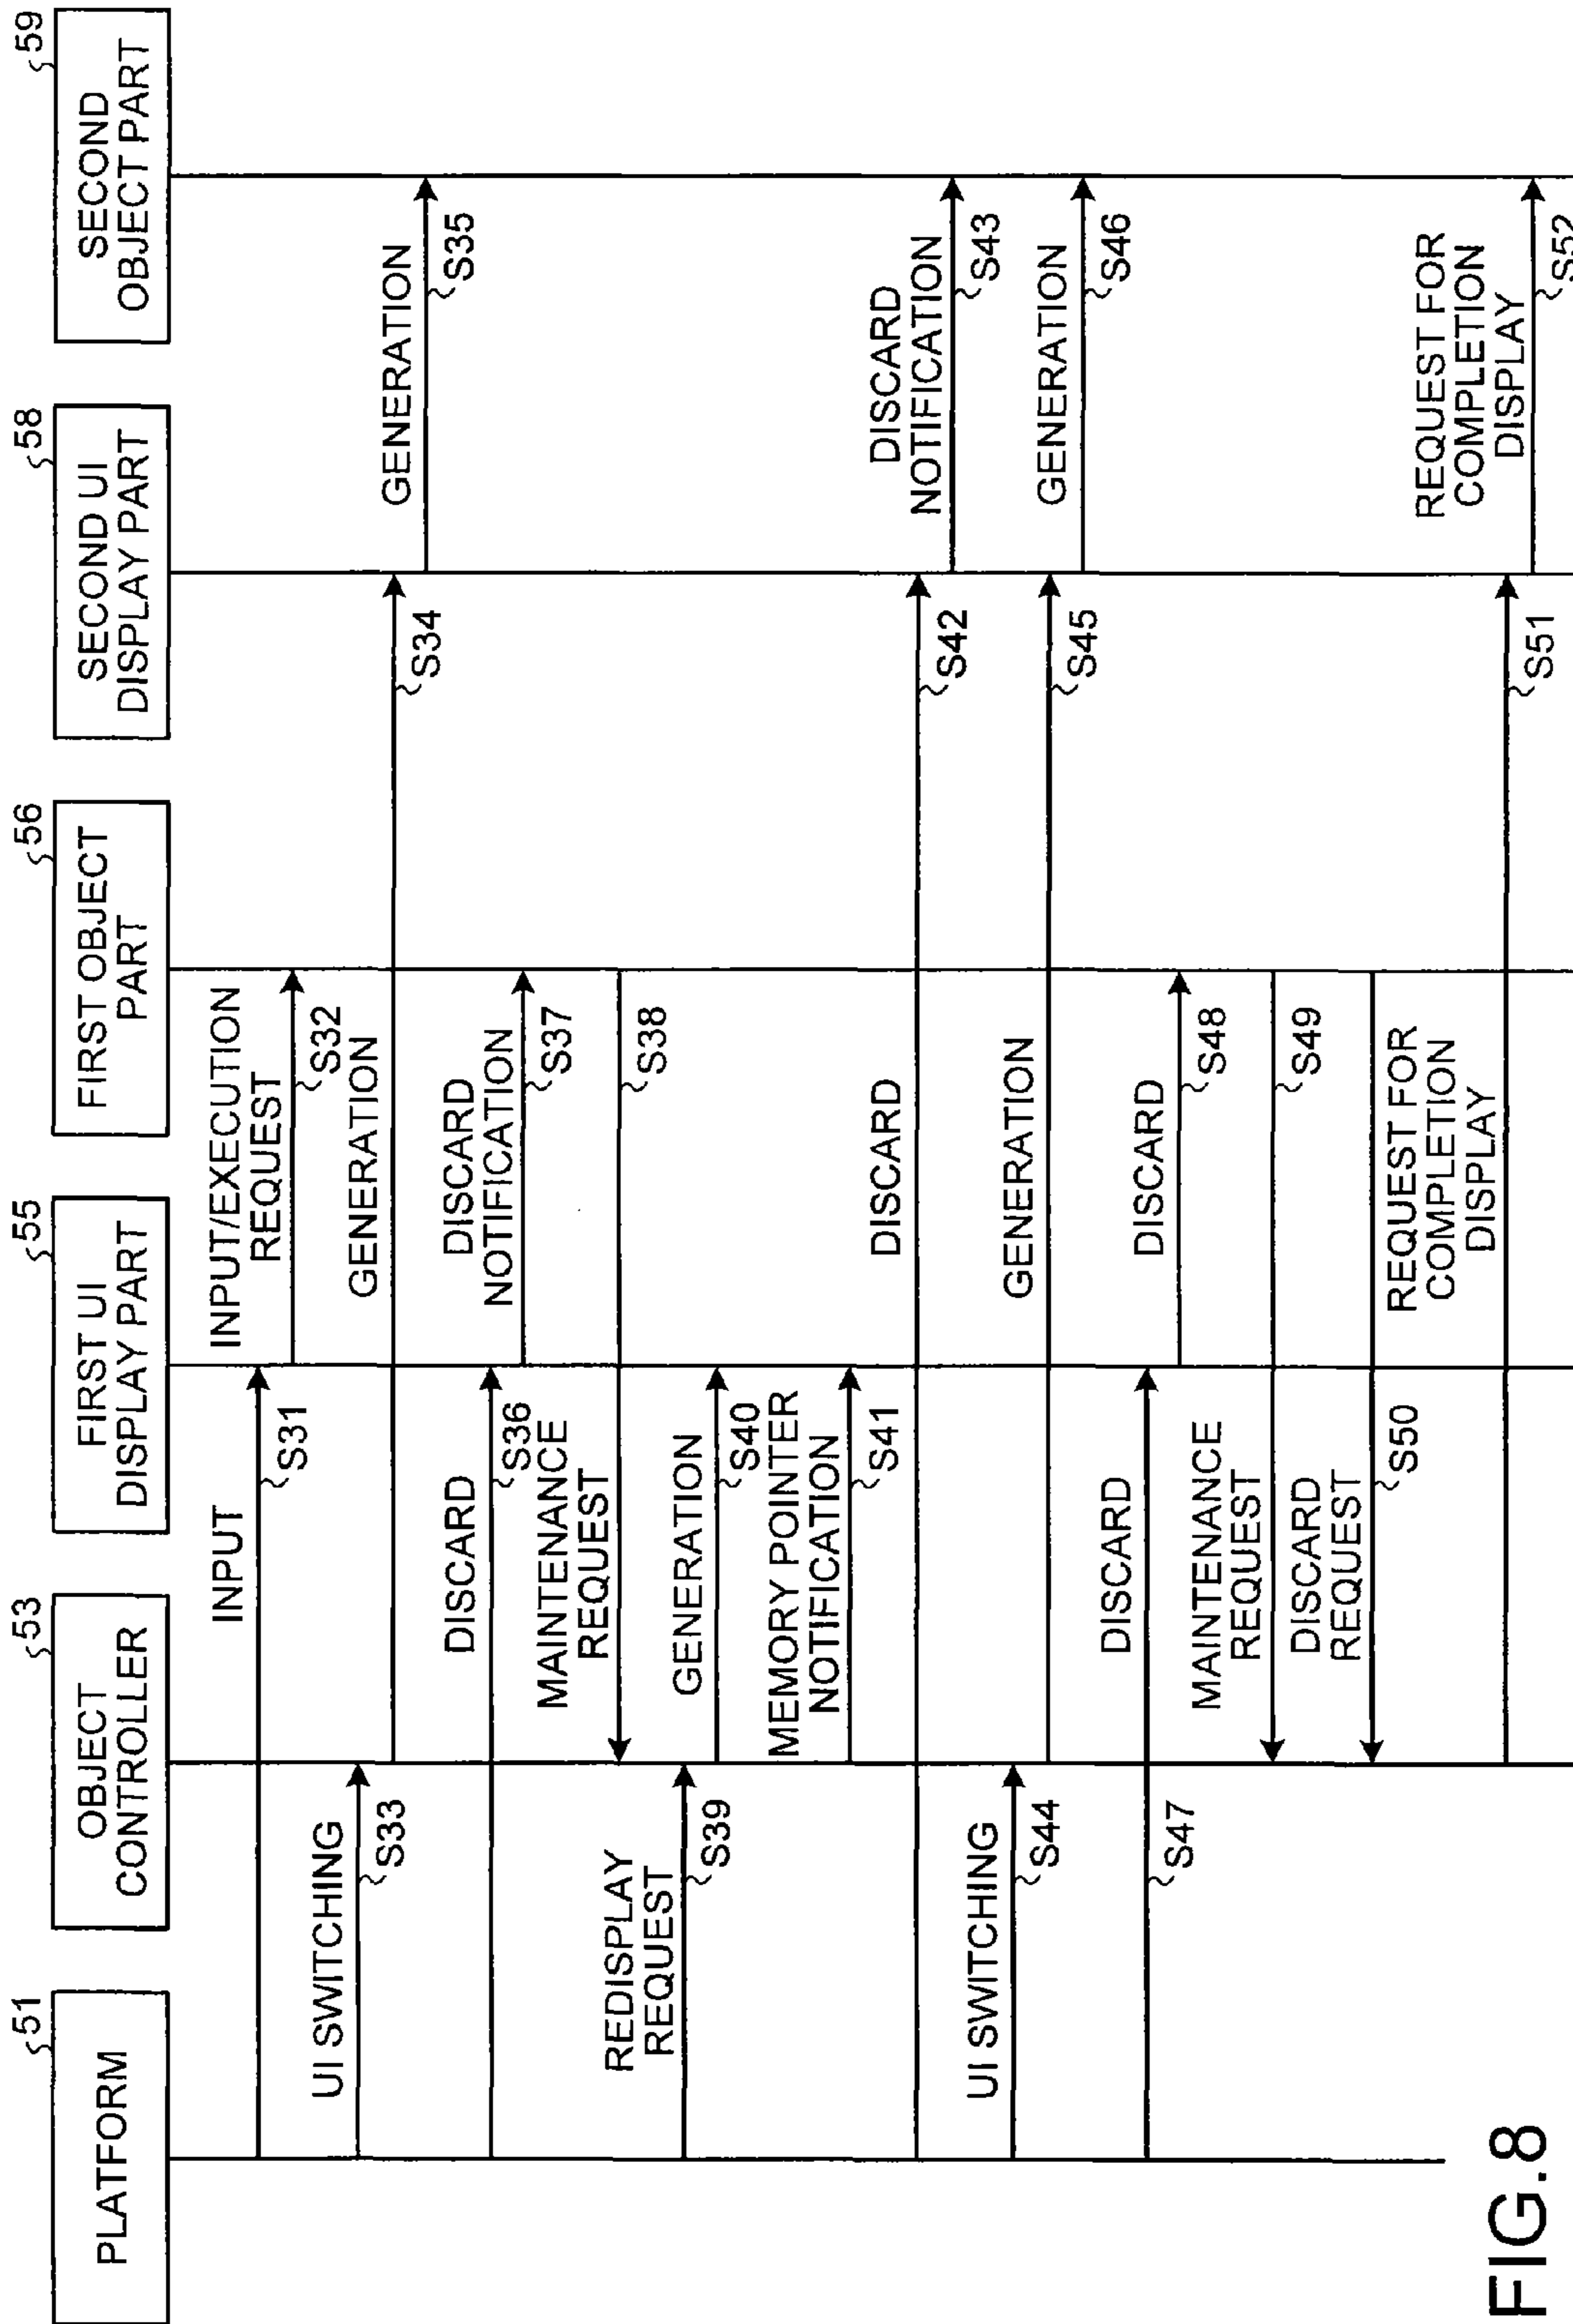 51
PLATFORM
53
OBJECT
CONTROLLER
55
FIRST UI
DISPLAY PART
56
FIRST OBJECT
PART
58
SECOND UI
DISPLAY PART
59
SECOND
OBJECT PART
INPUT
S31
INPUT/EXECUTION
REQUEST
S32
UI SWITCHING
S33
GENERATION
S34
GENERATION
S35
DISCARD
S36
DISCARD
NOTIFICATION
S37
MAINTENANCE
REQUEST
S38
REDISPLAY
REQUEST
S39
GENERATION
S40
MEMORY POINTER
NOTIFICATION
S41
DISCARD
S42
DISCARD
NOTIFICATION
S43
UI SWITCHING
S44
GENERATION
S45
GENERATION
S46
DISCARD
S47
DISCARD
S48
MAINTENANCE
REQUEST
S49
DISCARD
REQUEST
S50
REQUEST FOR
COMPLETION
DISPLAY
S51
REQUEST FOR
COMPLETION
DISPLAY
S52
FIG.8